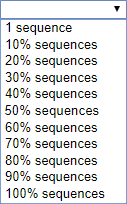 1 sequence
10% sequences
20% sequences
30% sequences
40% sequences
50% sequences
60% sequences
70% sequences
80% sequences
90% sequences
100% sequences